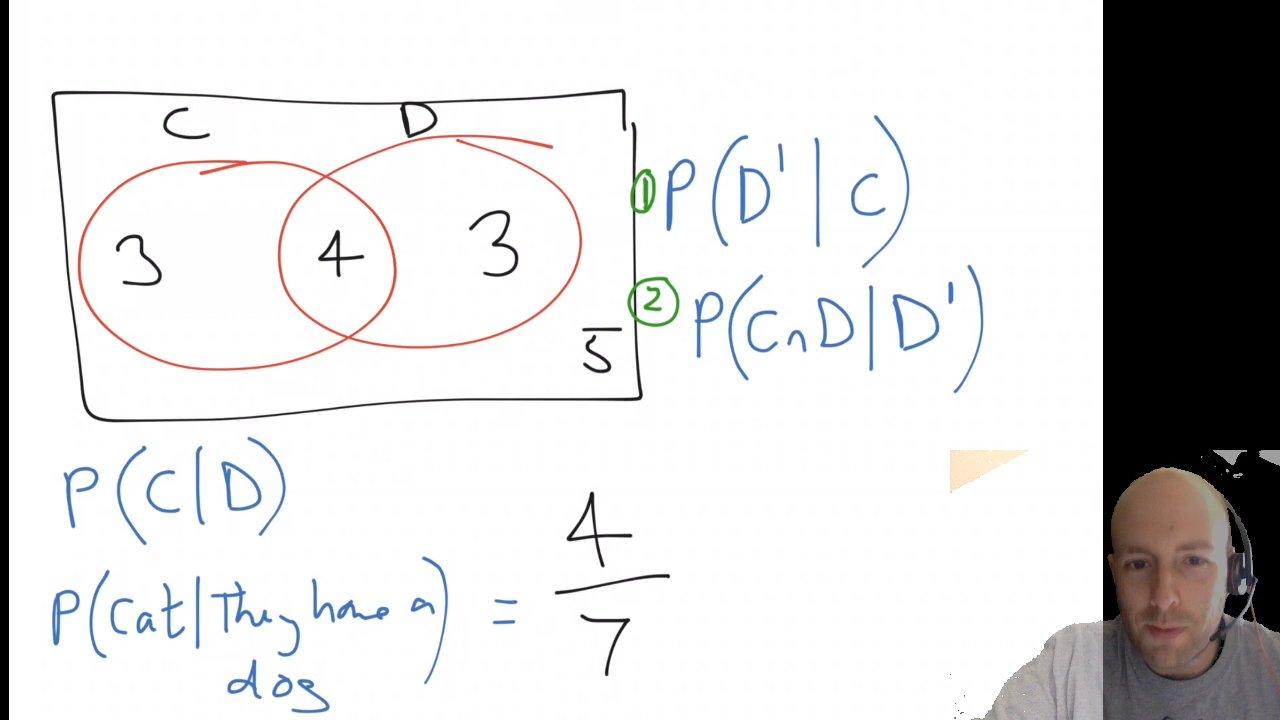 C D
3 4 3
5
① P(D' | C)
② P(C∩D | D')
P(C|D)
P(Cat|They have a dog) = 4/7